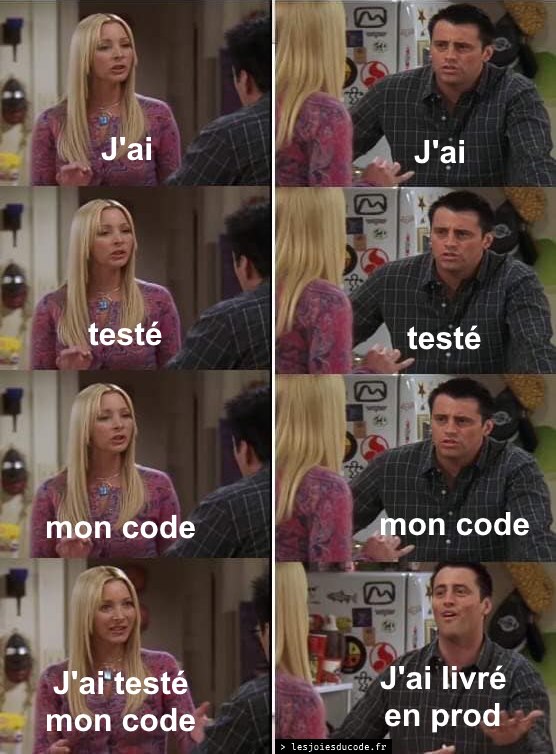 J'ai
J'ai
testé
testé
mon code
mon code
J'ai testé
mon code
J'ai livré
en prod
> lesjoiesducode.fr